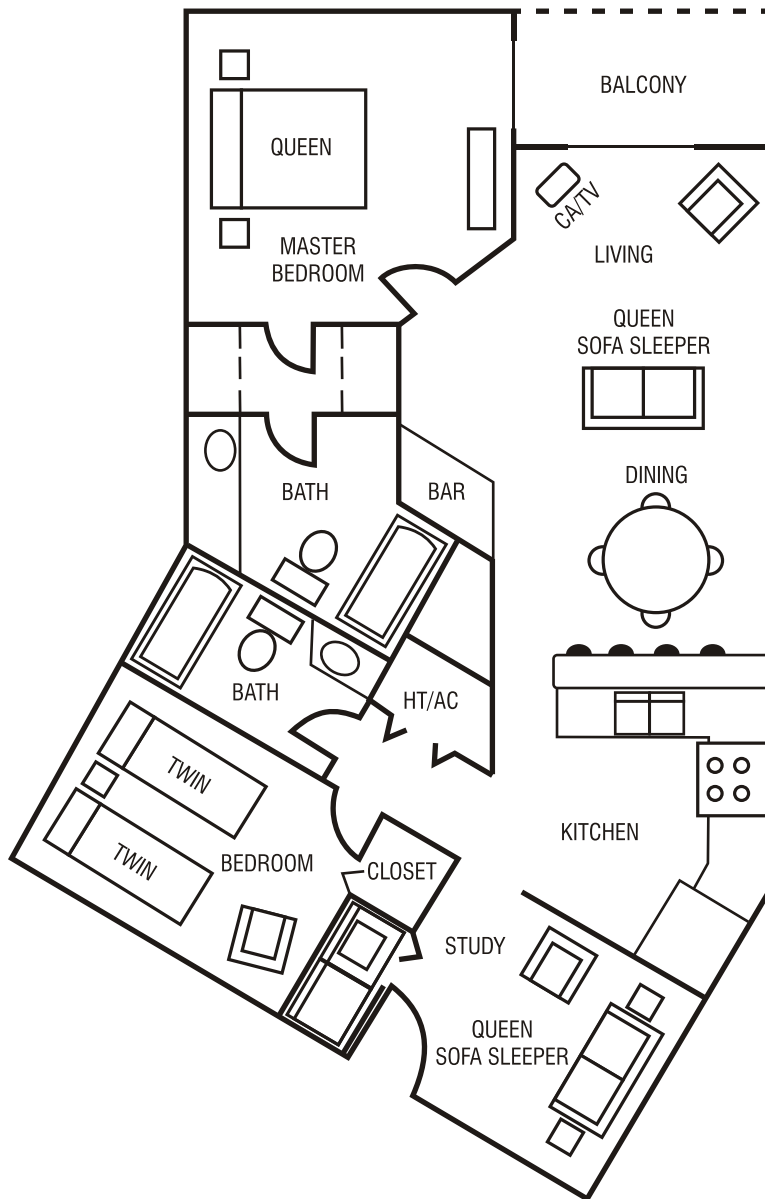 BALCONY
QUEEN
CA/TV
MASTER
BEDROOM
LIVING
QUEEN
SOFA SLEEPER
DINING
BATH
BAR
BATH
HT/AC
TWIN
KITCHEN
TWIN
BEDROOM
CLOSET
STUDY
QUEEN
SOFA SLEEPER